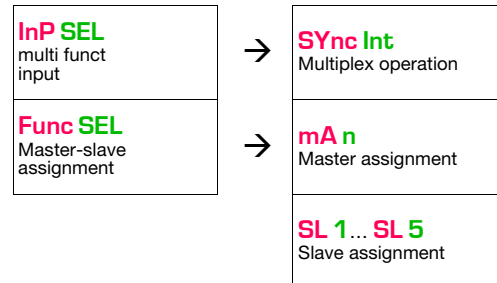 InP SEL
multi funct
input
→
SYnc Int
Multiplex operation
Func SEL
Master-slave
assignment
→
mA n
Master assignment
SL 1... SL 5
Slave assignment